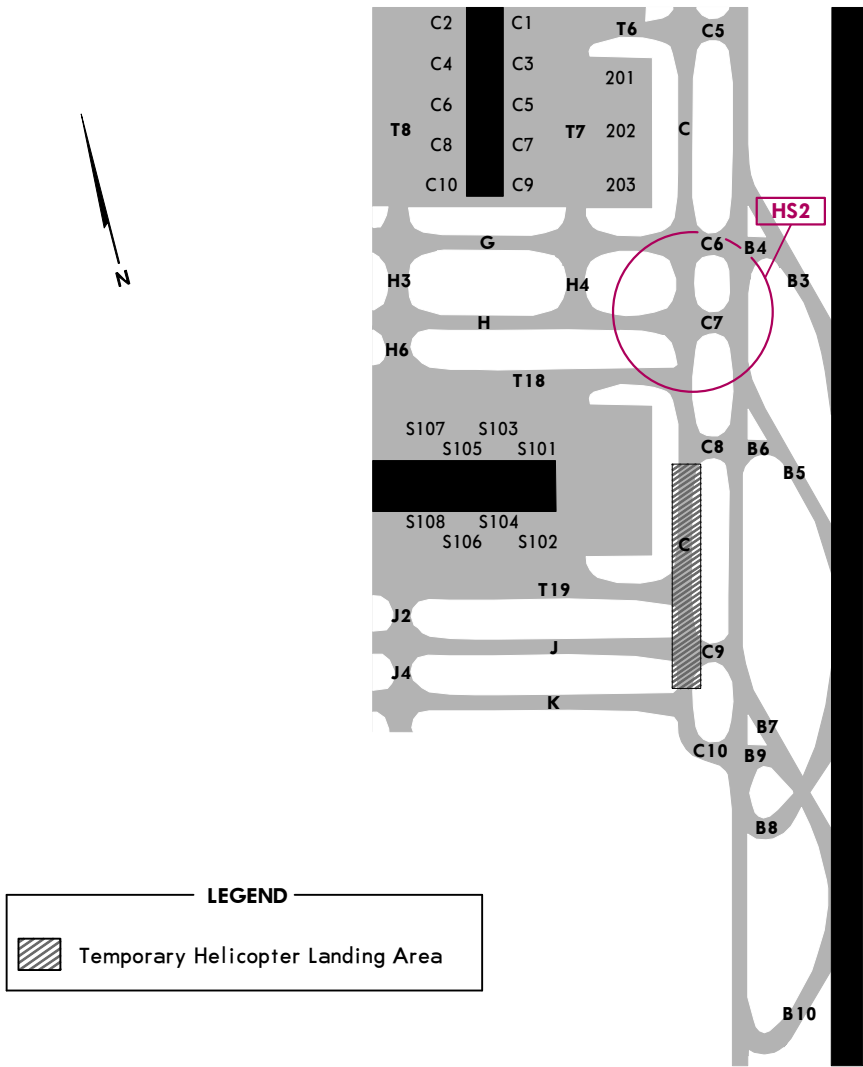 C2 C1 T6 C5
C4 C3 201
C6 C5
T8 C8 C7 T7 202 C
C10 C9 203
HS2
G C6 B4
H3 H4 B3
H C7
H6
T18
S107 S103
S105 S101 C8 B6
B5
S108 S104
S106 S102 C
T19
J2
J C9
J4
K B7
C10 B9
B8
LEGEND
Temporary Helicopter Landing Area
B10
N